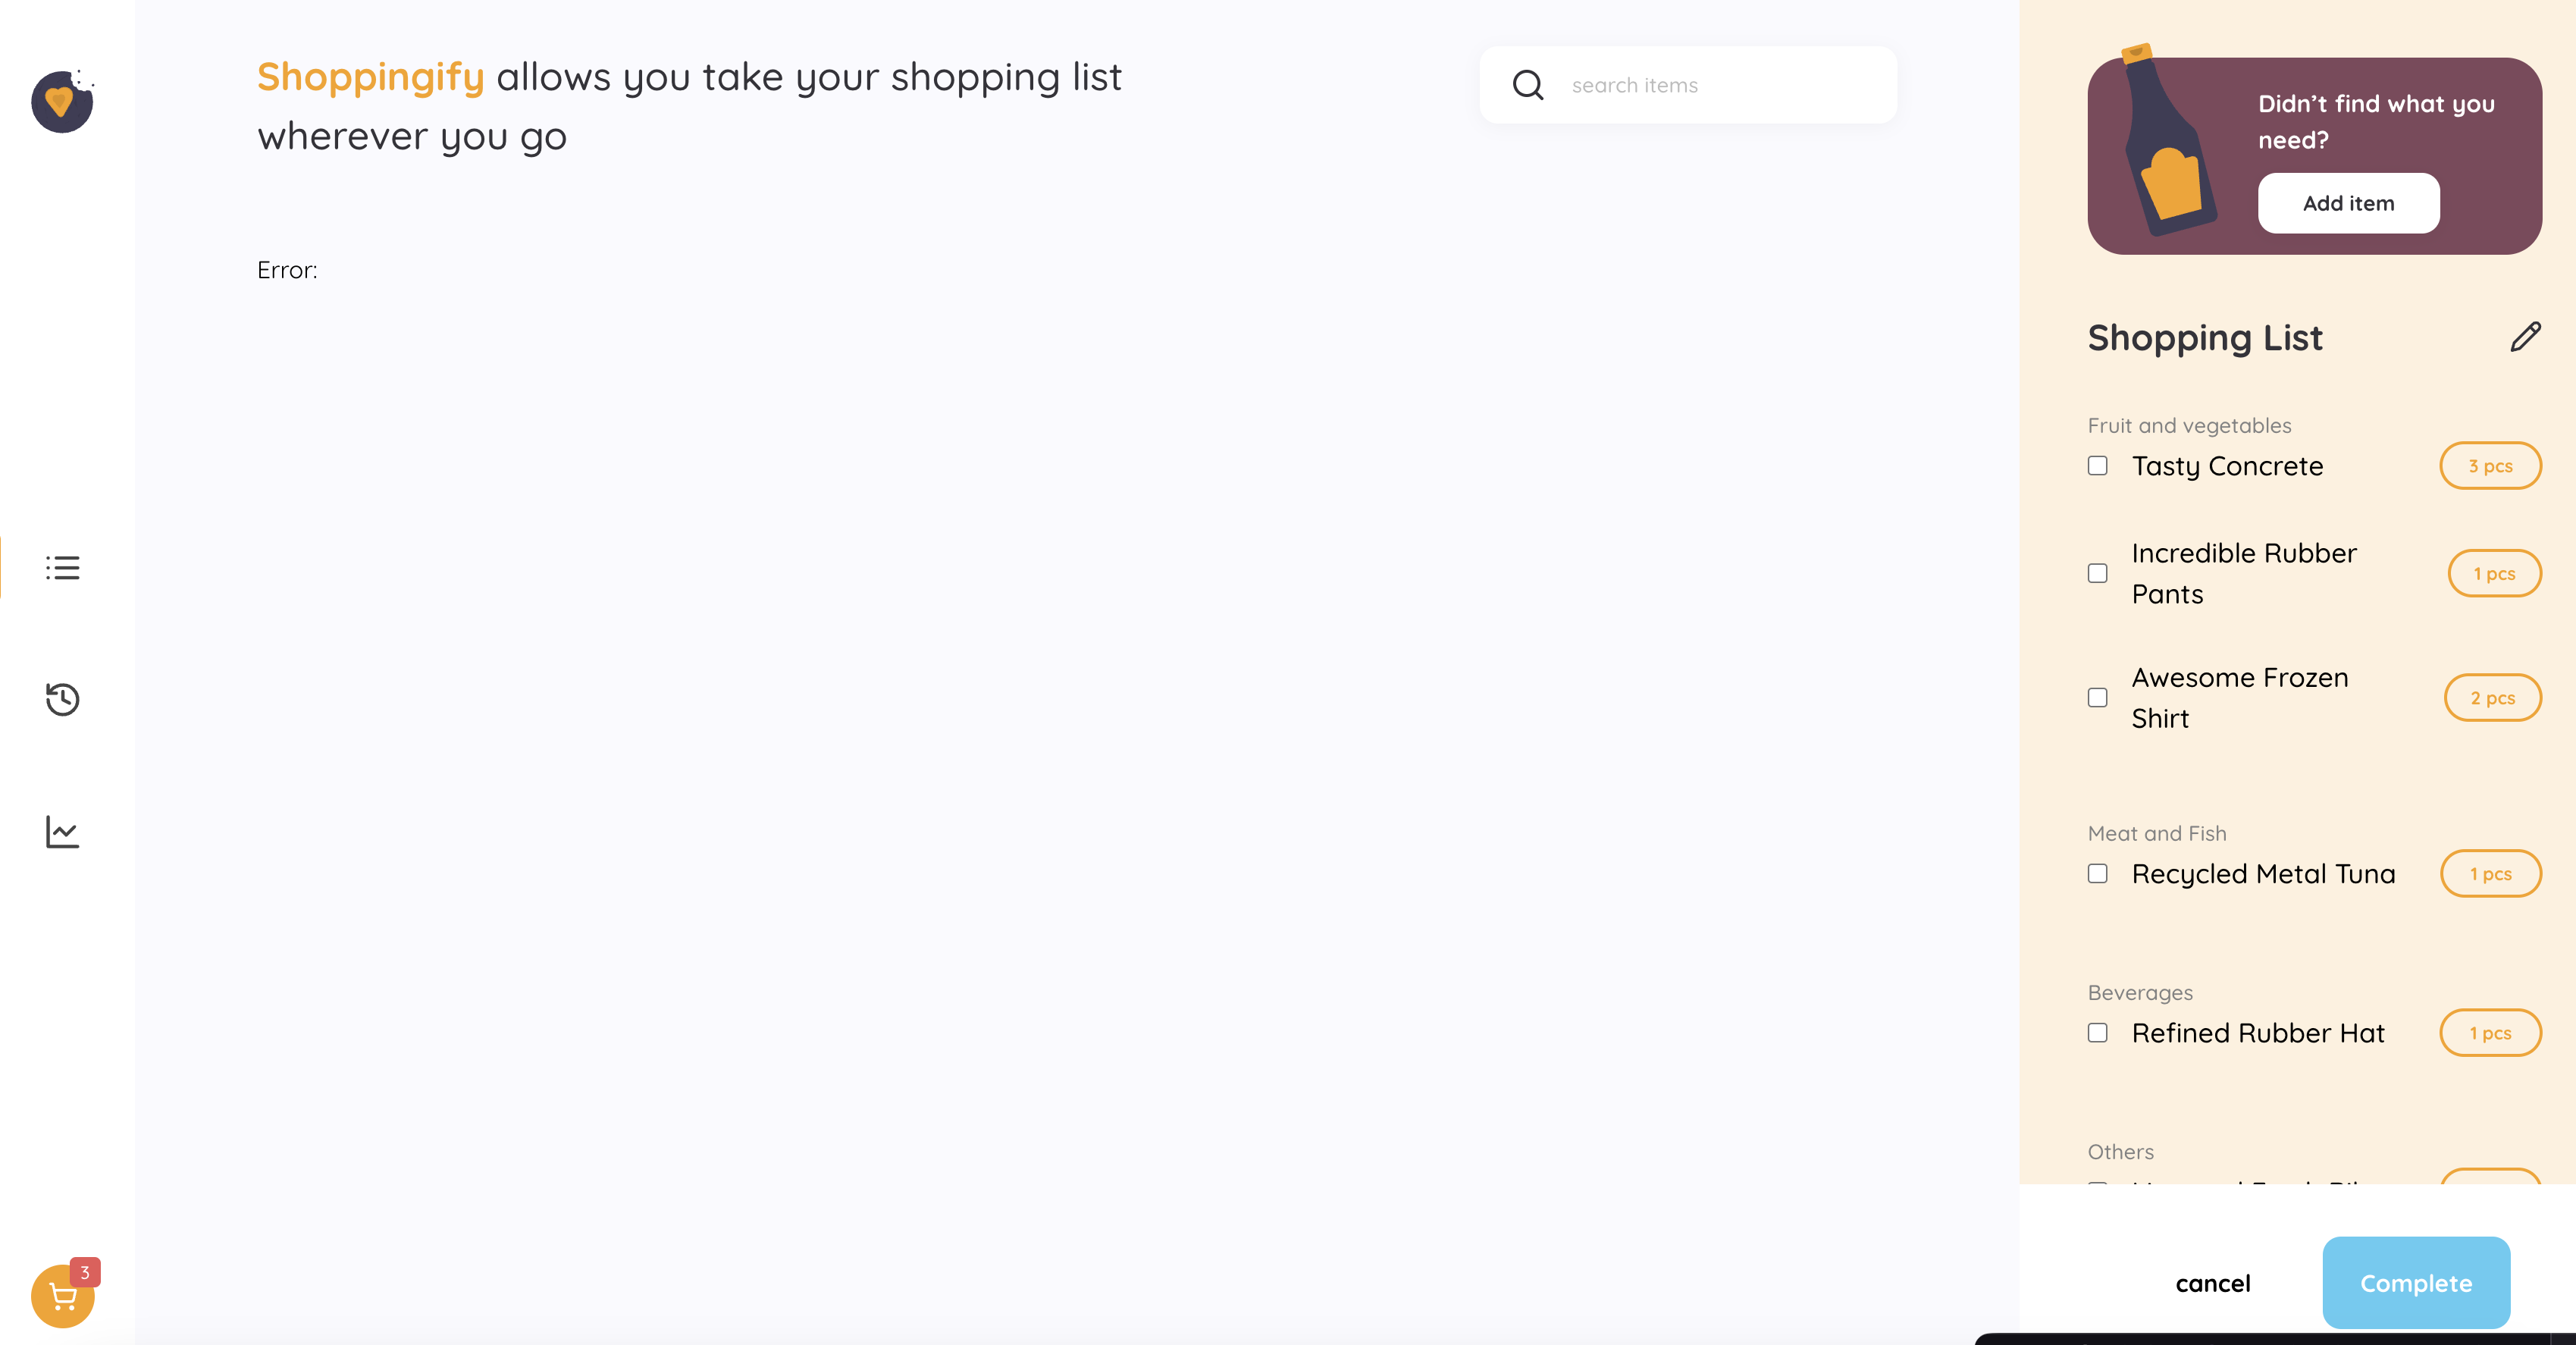 Shoppingify allows you take your shopping list
wherever you go
search items
Error:
3
Didn’t find what you
need?
Add item
Shopping List
Fruit and vegetables
Tasty Concrete
3 pcs
Incredible Rubber
Pants
1 pcs
Awesome Frozen
Shirt
2 pcs
Meat and Fish
Recycled Metal Tuna
1 pcs
Beverages
Refined Rubber Hat
1 pcs
Others
cancel
Complete